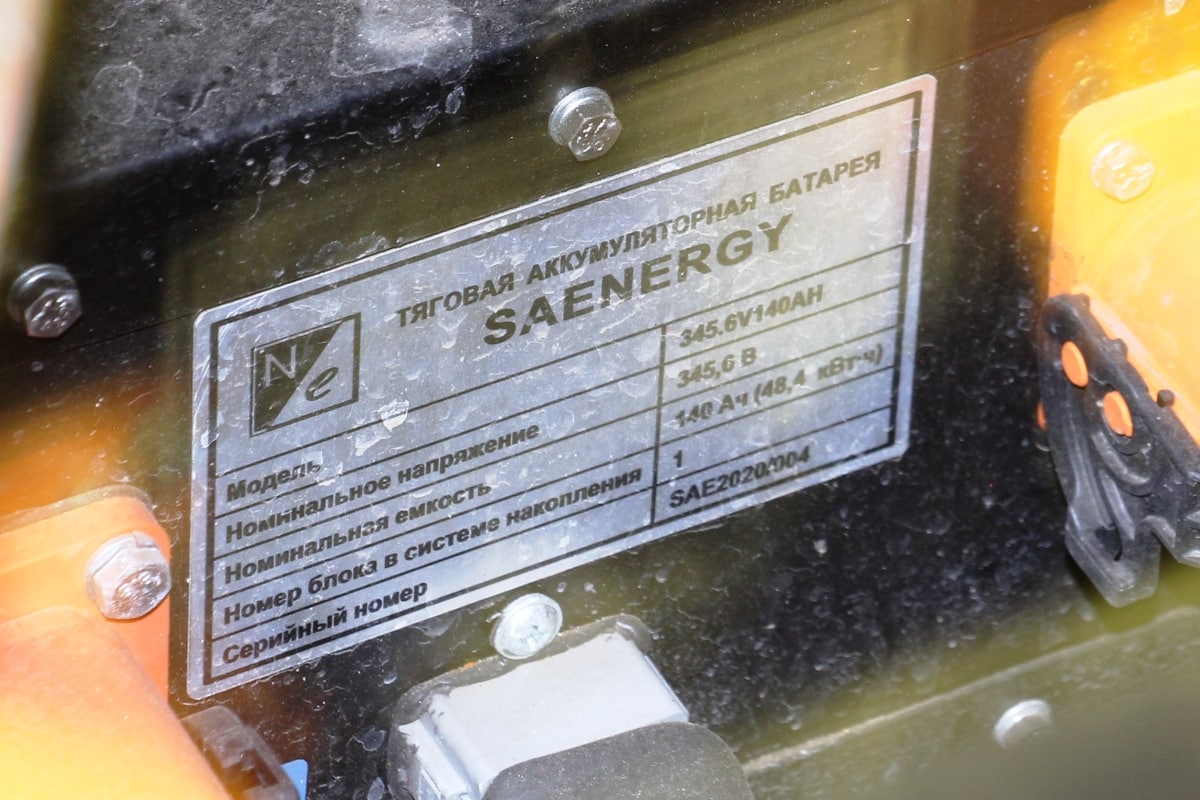 ТЯГОВАЯ АККУМУЛЯТОРНАЯ БАТАРЕЯ
SAENERGY
Ne
Модель 345.6V140AH
Номинальное напряжение 345,6 В
Номинальная емкость 140 Ач (48,4 кВт·ч)
Номер блока в системе накопления 1
Серийный номер SAE2020/004